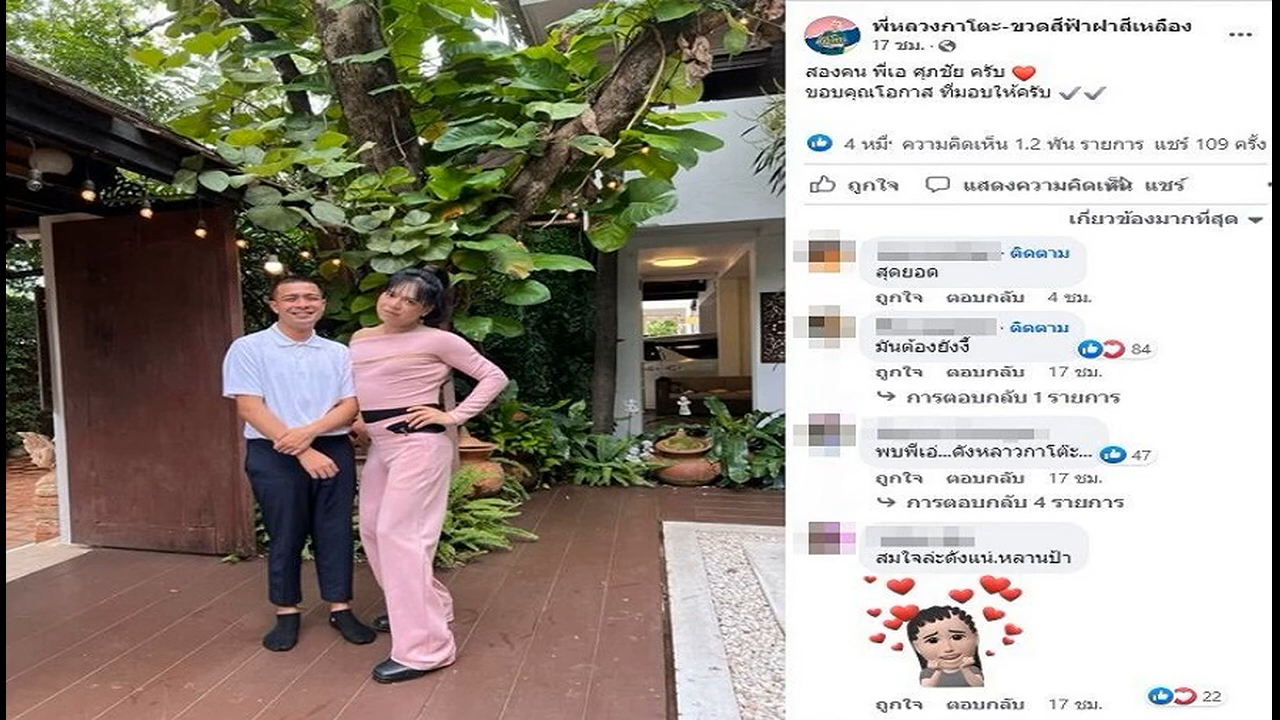 พี่หลวงกาโตะ-ขวดสีฟ้าฝาสีเหลือง
17 ชม.
สองคน พี่เอ ศุภชัย ครับ
ขอบคุณโอกาส ที่มอบให้ครับ
4 หมื่น ความคิดเห็น 1.2 พัน รายการ แชร์ 109 ครั้ง
ถูกใจ แสดงความคิดเห็น แชร์
เกี่ยวข้องมากที่สุด
ติดตาม
สุดยอด
ถูกใจ ตอบกลับ 4 ชม.
ติดตาม
มันต้องยังงี้
84
ถูกใจ ตอบกลับ 17 ชม.
การตอบกลับ 1 รายการ
พบพี่เอ๋...ดังหลาวกาโต๊ะ...
47
ถูกใจ ตอบกลับ 17 ชม.
การตอบกลับ 4 รายการ
สมใจล่ะดังแน่.หลานป้า
ถูกใจ ตอบกลับ 17 ชม.
22